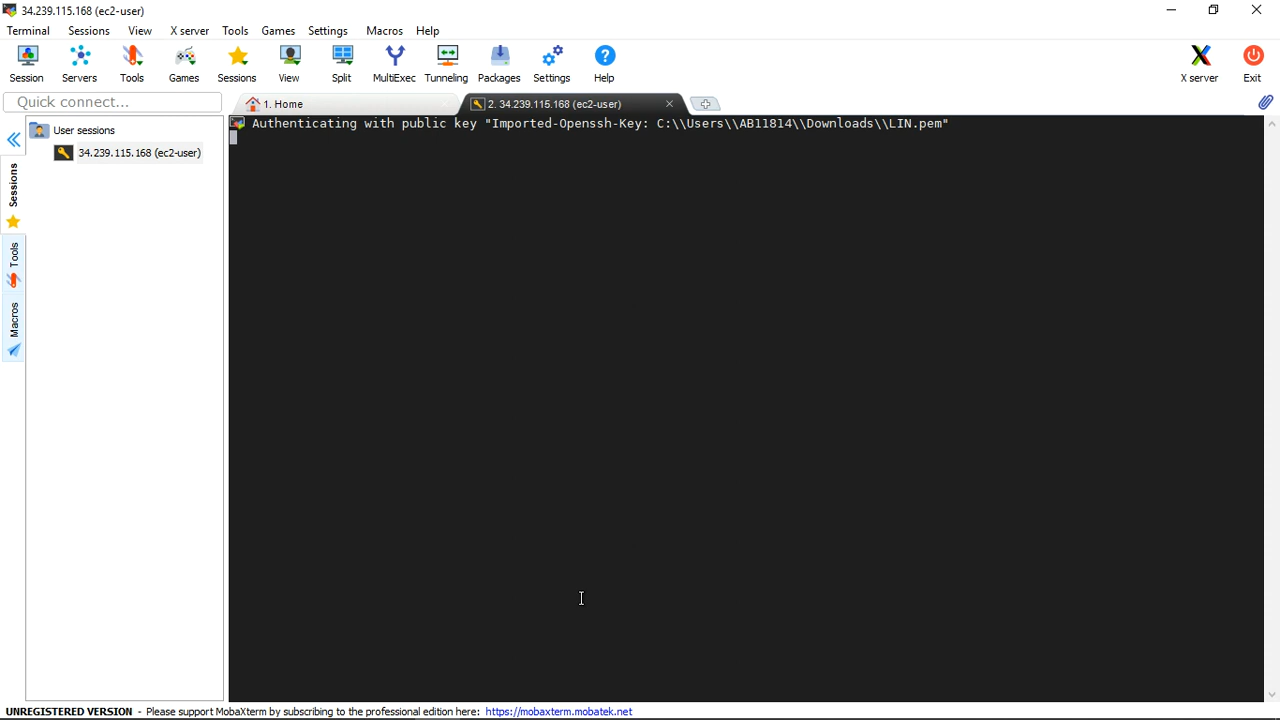 34.239.115.168 (ec2-user)
Terminal Sessions View X server Tools Games Settings Macros Help
Session Servers Tools Games Sessions View Split MultiExec Tunneling Packages Settings Help X server Exit
Quick connect...
1. Home
2. 34.239.115.168 (ec2-user)
User sessions
34.239.115.168 (ec2-user)
Sessions
Tools
Macros
Authenticating with public key "Imported-Openssh-Key: C:\\Users\\AB11814\\Downloads\\LIN.pem"
UNREGISTERED VERSION - Please support MobaXterm by subscribing to the professional edition here: https://mobaxterm.mobatek.net